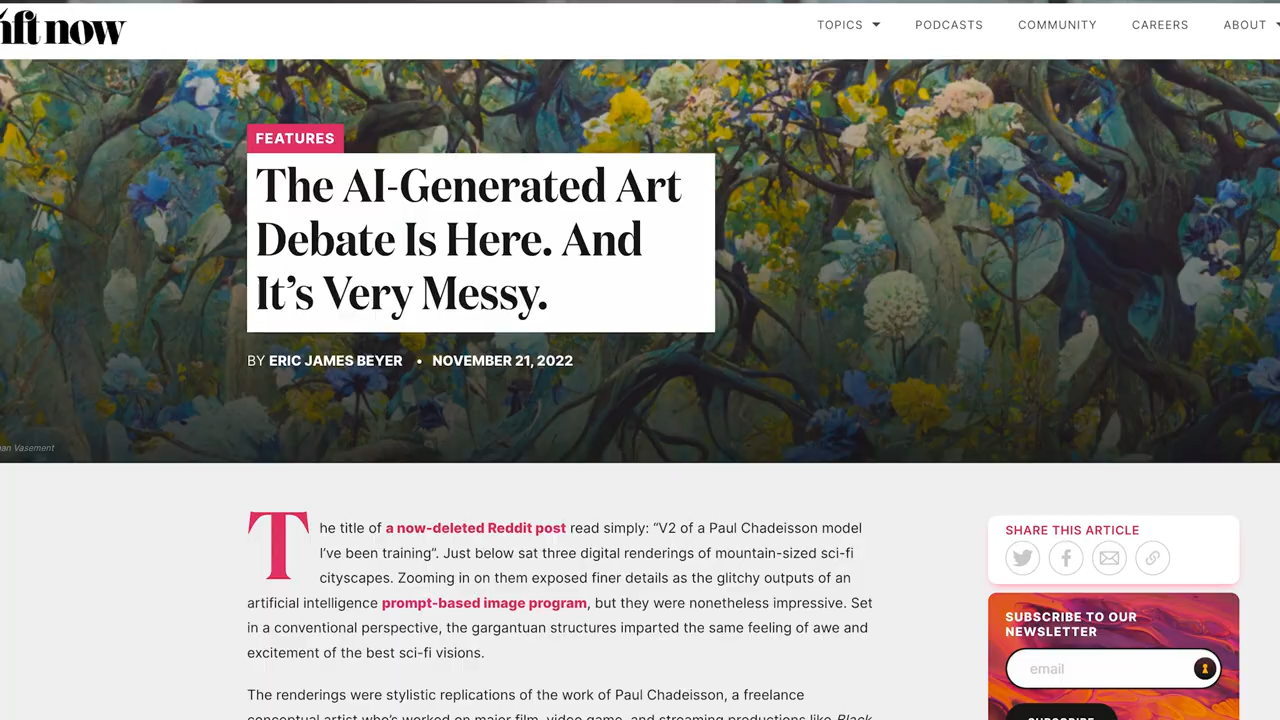 nft now
TOPICS
PODCASTS
COMMUNITY
CAREERS
ABOUT
FEATURES
The AI-Generated Art
Debate Is Here. And
It's Very Messy.
BY ERIC JAMES BEYER • NOVEMBER 21, 2022
an Vasement
The title of a now-deleted Reddit post read simply: “V2 of a Paul Chadeisson model
I’ve been training”. Just below sat three digital renderings of mountain-sized sci-fi
cityscapes. Zooming in on them exposed finer details as the glitchy outputs of an
artificial intelligence prompt-based image program, but they were nonetheless impressive. Set
in a conventional perspective, the gargantuan structures imparted the same feeling of awe and
excitement of the best sci-fi visions.
The renderings were stylistic replications of the work of Paul Chadeisson, a freelance
conceptual artist who’s worked on major film, video game, and streaming productions like Black
SHARE THIS ARTICLE
SUBSCRIBE TO OUR
NEWSLETTER
email
SUBSCRIBE